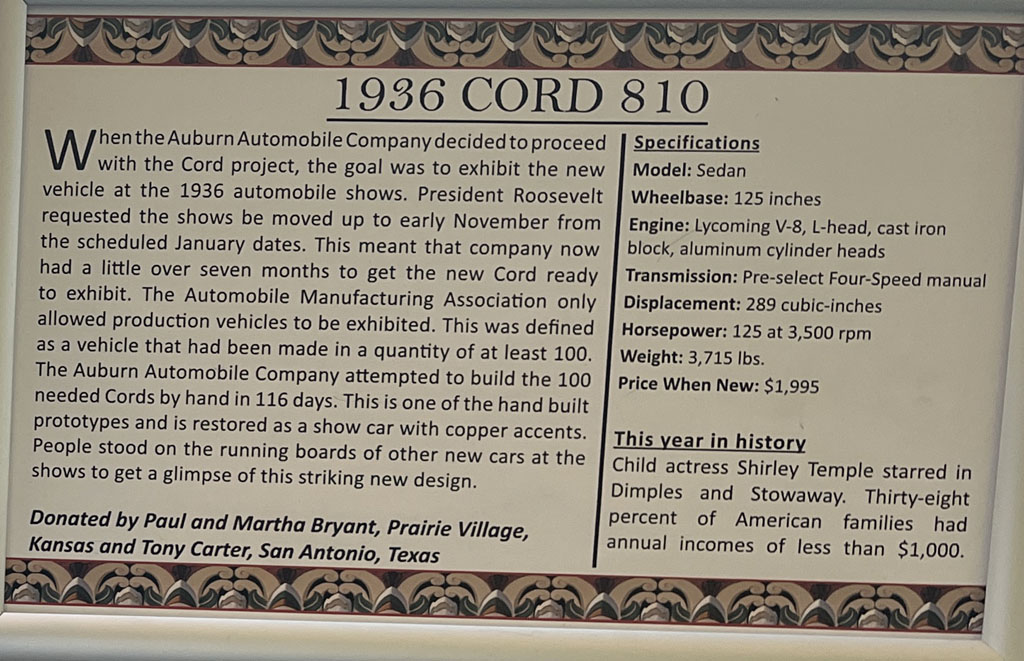 1936 CORD 810
When the Auburn Automobile Company decided to proceed
with the Cord project, the goal was to exhibit the new
vehicle at the 1936 automobile shows. President Roosevelt
requested the shows be moved up to early November from
the scheduled January dates. This meant that company now
had a little over seven months to get the new Cord ready
to exhibit. The Automobile Manufacturing Association only
allowed production vehicles to be exhibited. This was defined
as a vehicle that had been made in a quantity of at least 100.
The Auburn Automobile Company attempted to build the 100
needed Cords by hand in 116 days. This is one of the hand built
prototypes and is restored as a show car with copper accents.
People stood on the running boards of other new cars at the
shows to get a glimpse of this striking new design.
Donated by Paul and Martha Bryant, Prairie Village,
Kansas and Tony Carter, San Antonio, Texas
Specifications
Model: Sedan
Wheelbase: 125 inches
Engine: Lycoming V-8, L-head, cast iron
block, aluminum cylinder heads
Transmission: Pre-select Four-Speed manual
Displacement: 289 cubic-inches
Horsepower: 125 at 3,500 rpm
Weight: 3,715 lbs.
Price When New: $1,995
This year in history
Child actress Shirley Temple starred in
Dimples and Stowaway. Thirty-eight
percent of American families had
annual incomes of less than $1,000.